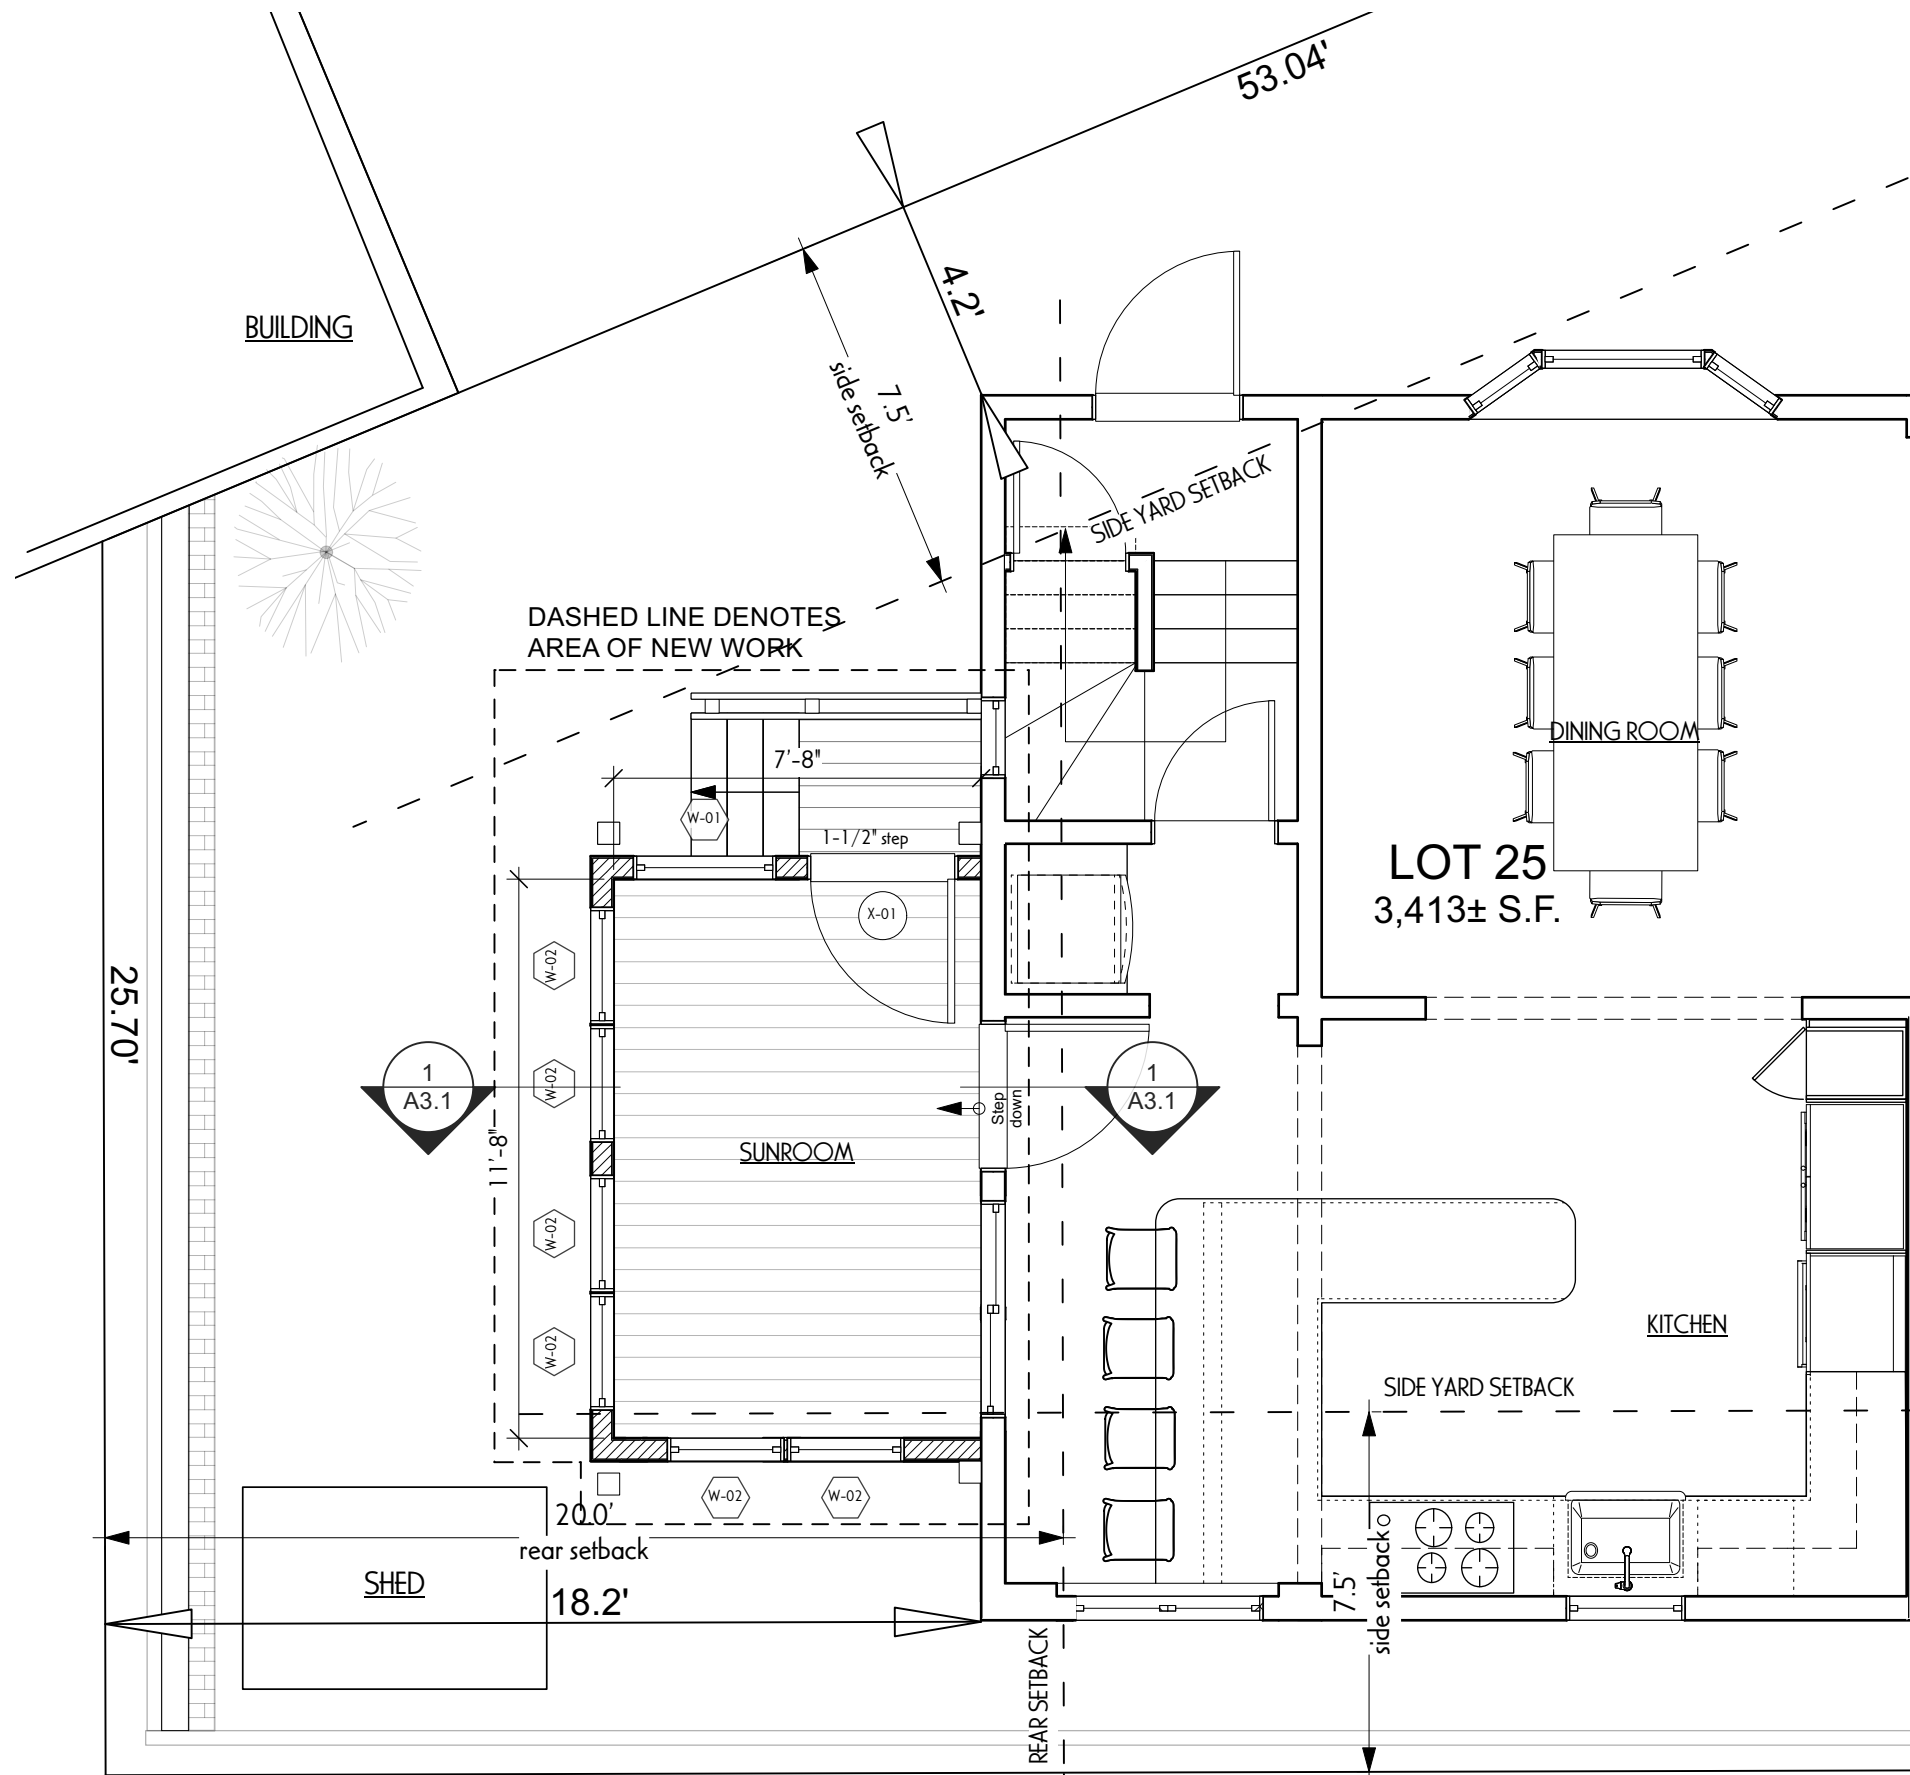 53.04'
4.2'
BUILDING
7.5'
side setback
SIDE YARD SETBACK
DASHED LINE DENOTES
AREA OF NEW WORK
DINING ROOM
7'-8"
W-01
1-1/2" step
LOT 25
3,413± S.F.
X-01
W-02
25.70'
1
A3.1
W-02
Step
down
1
A3.1
11'-8"
SUNROOM
W-02
KITCHEN
W-02
SIDE YARD SETBACK
W-02
W-02
20.0'
rear setback
SHED
18.2'
7.5'
side setback
REAR SETBACK